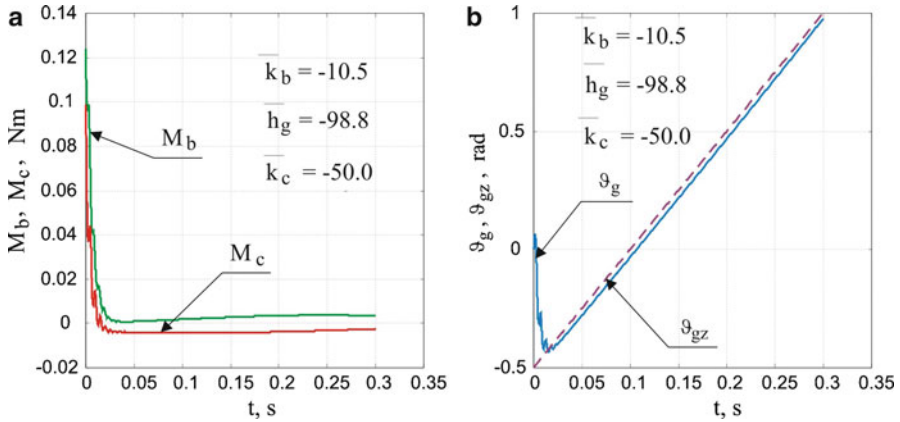 a
0.14
0.12
0.1
0.08
0.06
0.04
0.02
0
-0.02
M_b, M_c, Nm
k_b = -10.5
h_g = -98.8
k_c = -50.0
M_b
M_c
0 0.05 0.1 0.15 0.2 0.25 0.3 0.35
t, s
b
1
0.5
0
-0.5
ϑ_g, ϑ_gz, rad
k_b = -10.5
h_g = -98.8
k_c = -50.0
ϑ_g
ϑ_gz
0 0.05 0.1 0.15 0.2 0.25 0.3 0.35
t, s